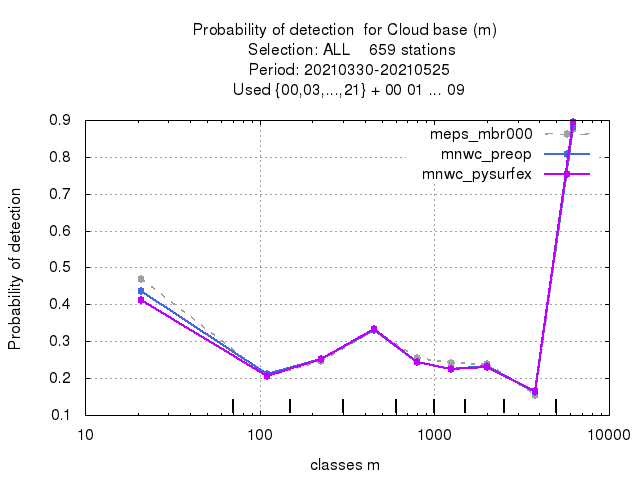 Probability of detection  for Cloud base (m)
Selection: ALL    659 stations
Period: 20210330-20210525
Used {00,03,...,21} + 00 01 ... 09
Probability of detection
0.9
0.8
0.7
0.6
0.5
0.4
0.3
0.2
0.1
meps_mbr000
mnwc_preop
mnwc_pysurfex
10
100
1000
10000
classes m